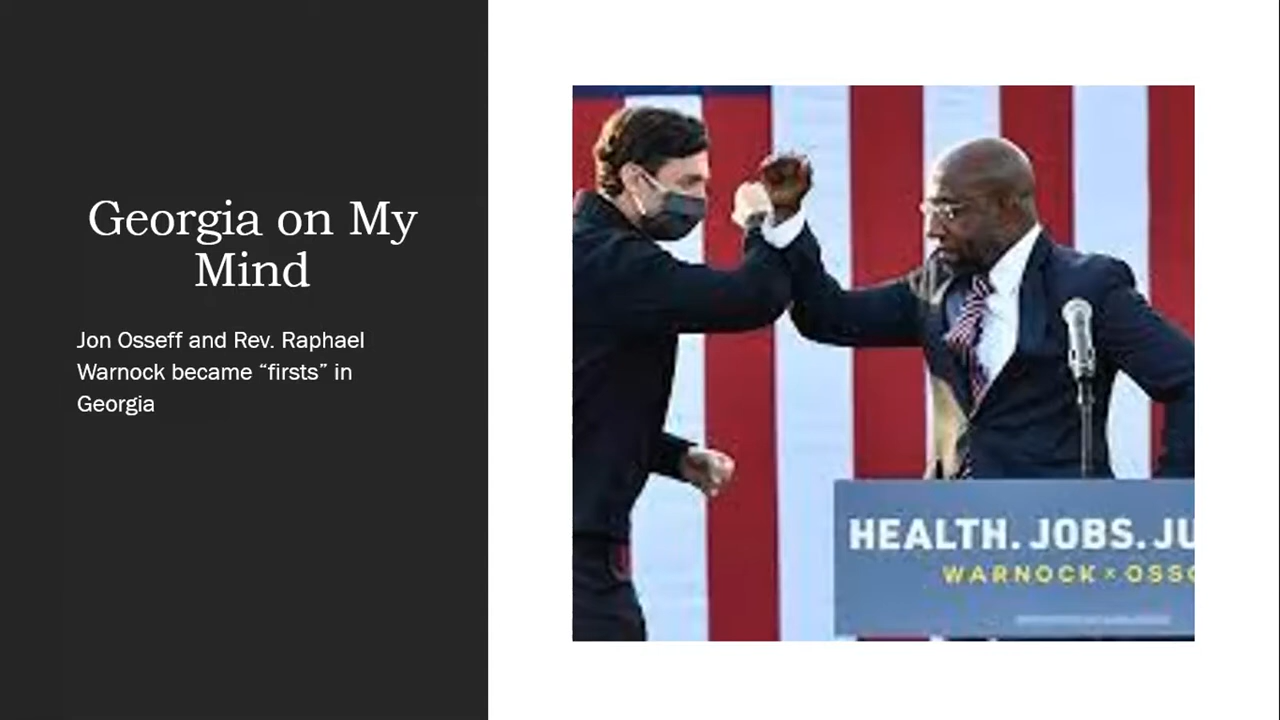 Georgia on My
Mind
Jon Osseff and Rev. Raphael
Warnock became “firsts” in
Georgia
HEALTH. JOBS. JU
WARNOCK × OSSO